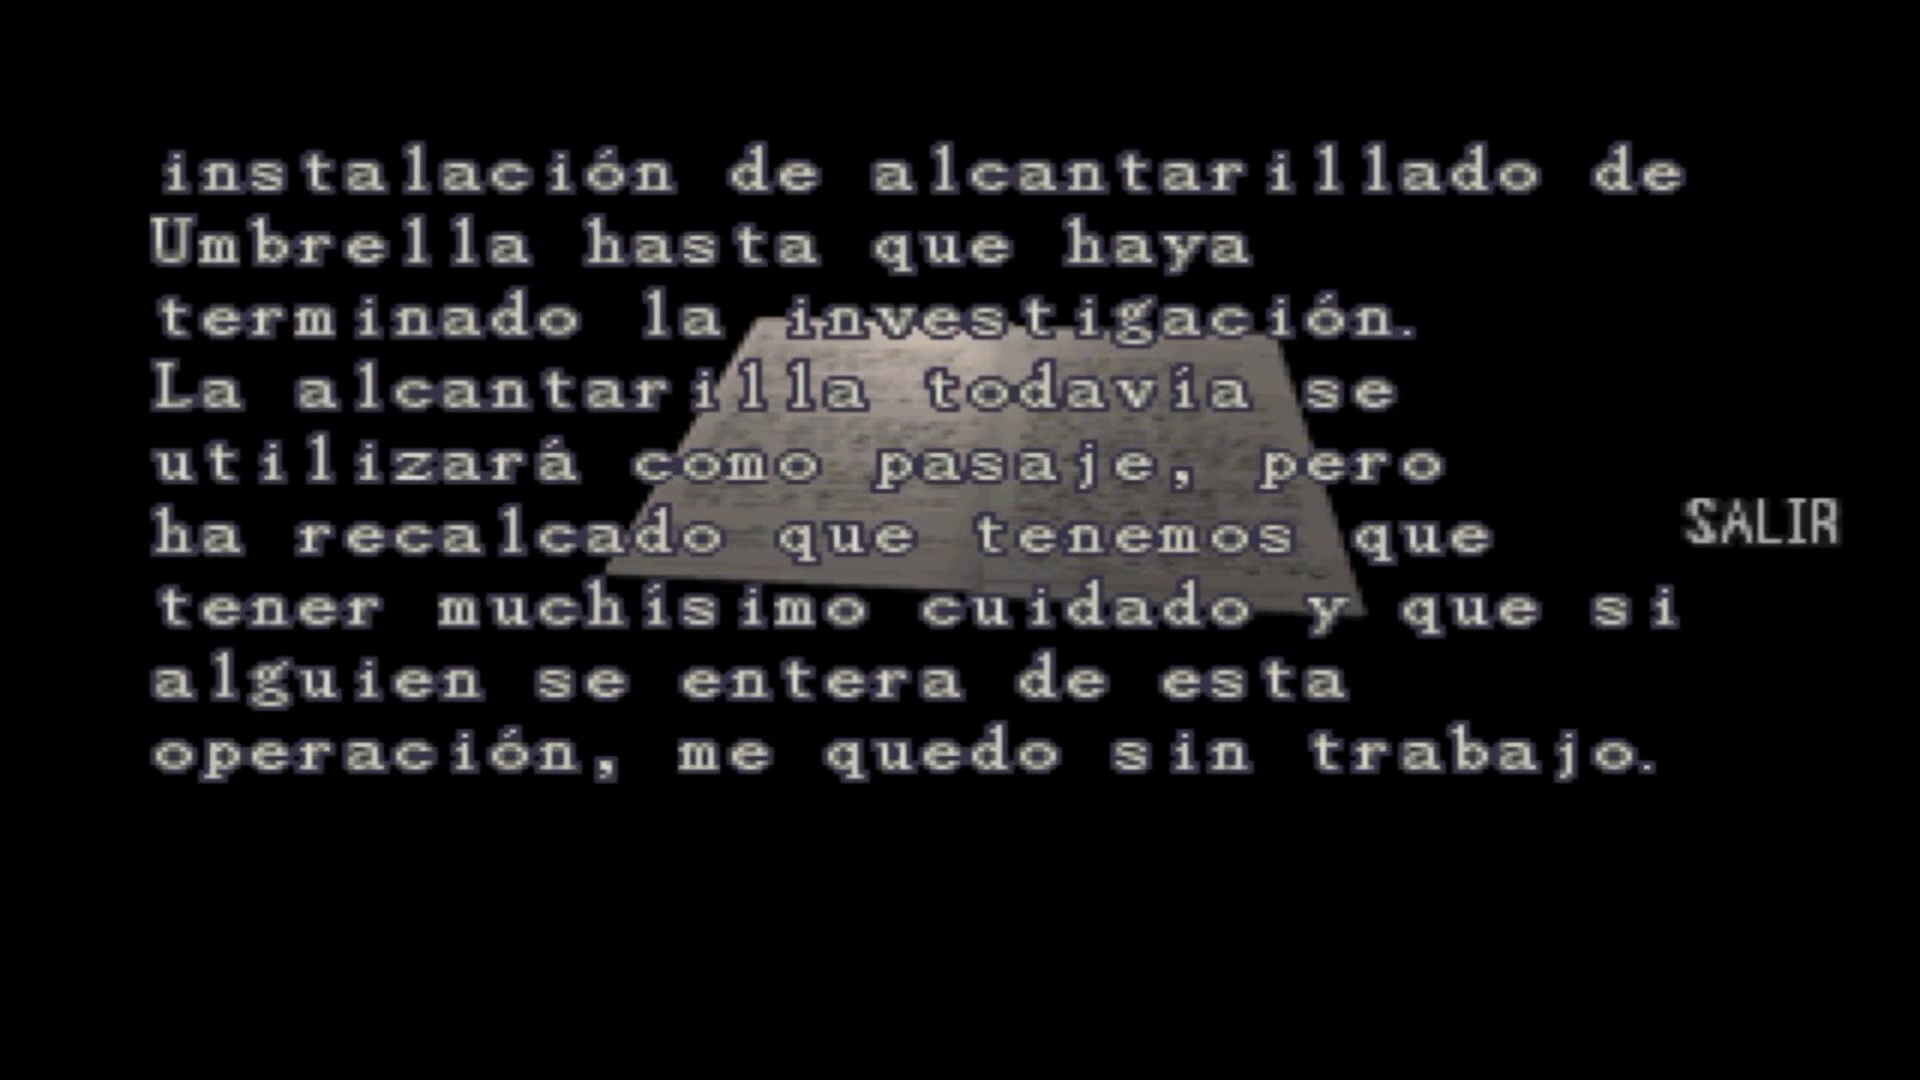 instalación de alcantarillado de
Umbrella hasta que haya
terminado la investigación.
La alcantarilla todavía se
utilizará como pasaje, pero
ha recalcado que tenemos que
SALIR
tener muchísimo cuidado y que si
alguien se entera de esta
operación, me quedo sin trabajo.